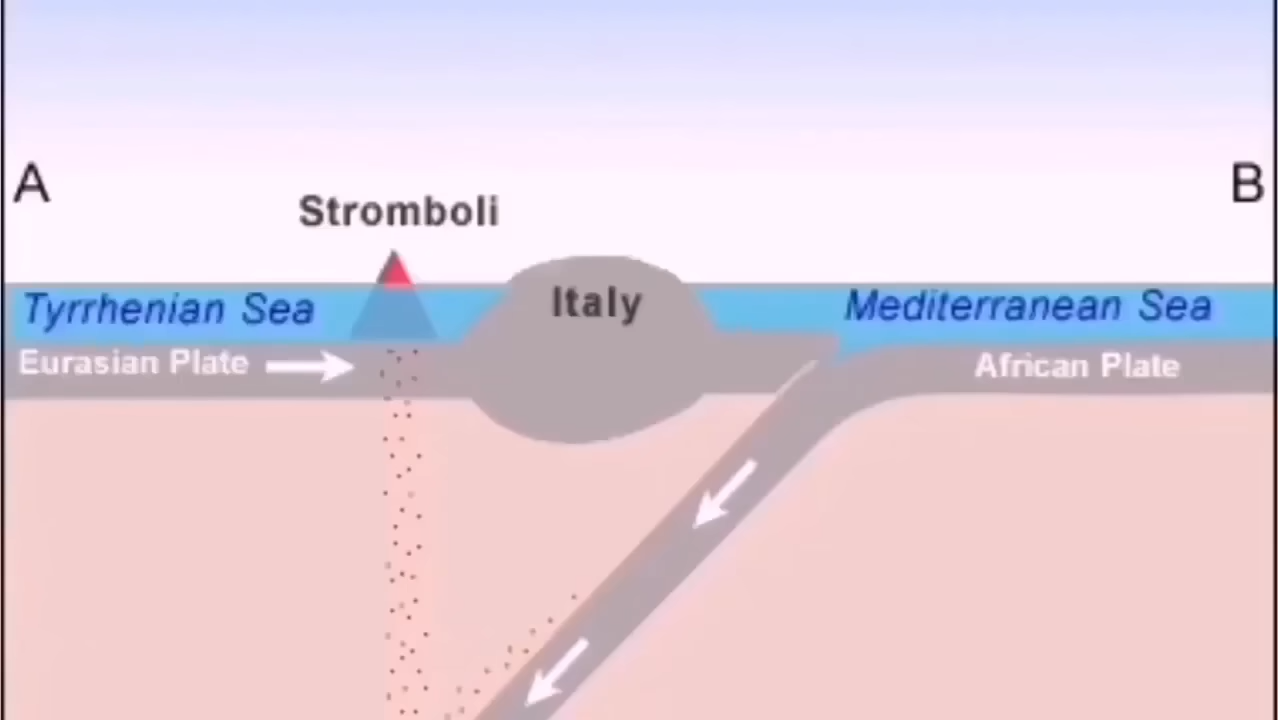 A
B
Stromboli
Italy
Tyrrhenian Sea
Mediterranean Sea
Eurasian Plate
African Plate